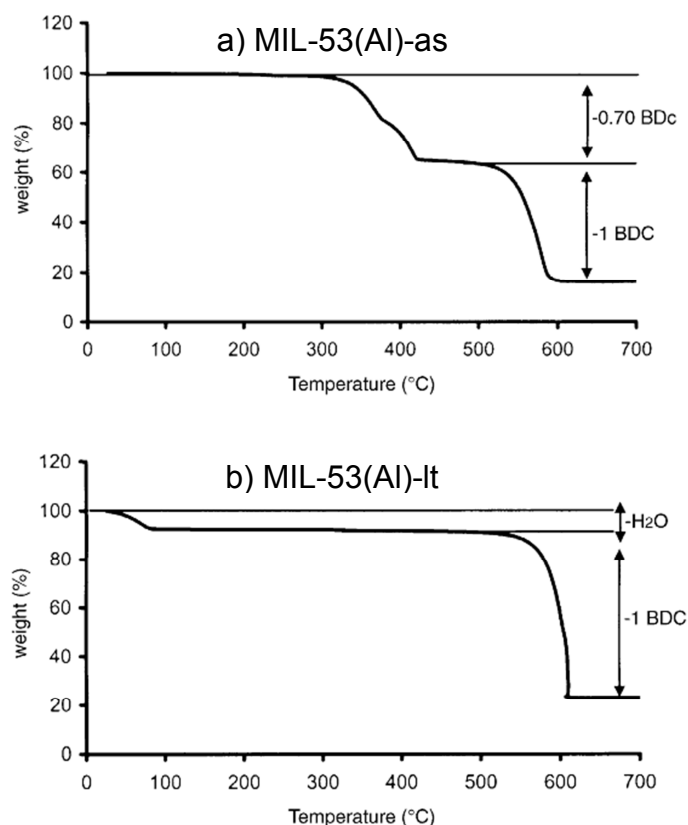 a) MIL-53(Al)-as
120
100
80
60
40
20
0
weight (%)
-0.70 BDc
-1 BDC
0 100 200 300 400 500 600 700
Temperature (°C)
b) MIL-53(Al)-lt
120
100
80
60
40
20
0
weight (%)
-H2O
-1 BDC
0 100 200 300 400 500 600 700
Temperature (°C)